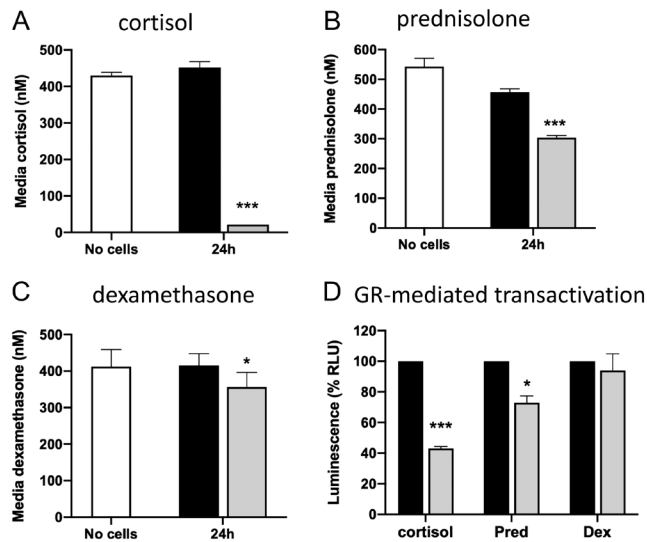 A
cortisol
Media cortisol (nM)
500
400
300
200
100
0
***
No cells
24h
B
prednisolone
Media prednisolone (nM)
600
500
400
300
200
100
0
***
No cells
24h
C
dexamethasone
Media dexamethasone (nM)
500
400
300
400
100
0
*
No cells
24h
D
GR-mediated transactivation
Luminescence (% RLU)
120
100
80
60
40
20
0
***
*
cortisol
Pred
Dex